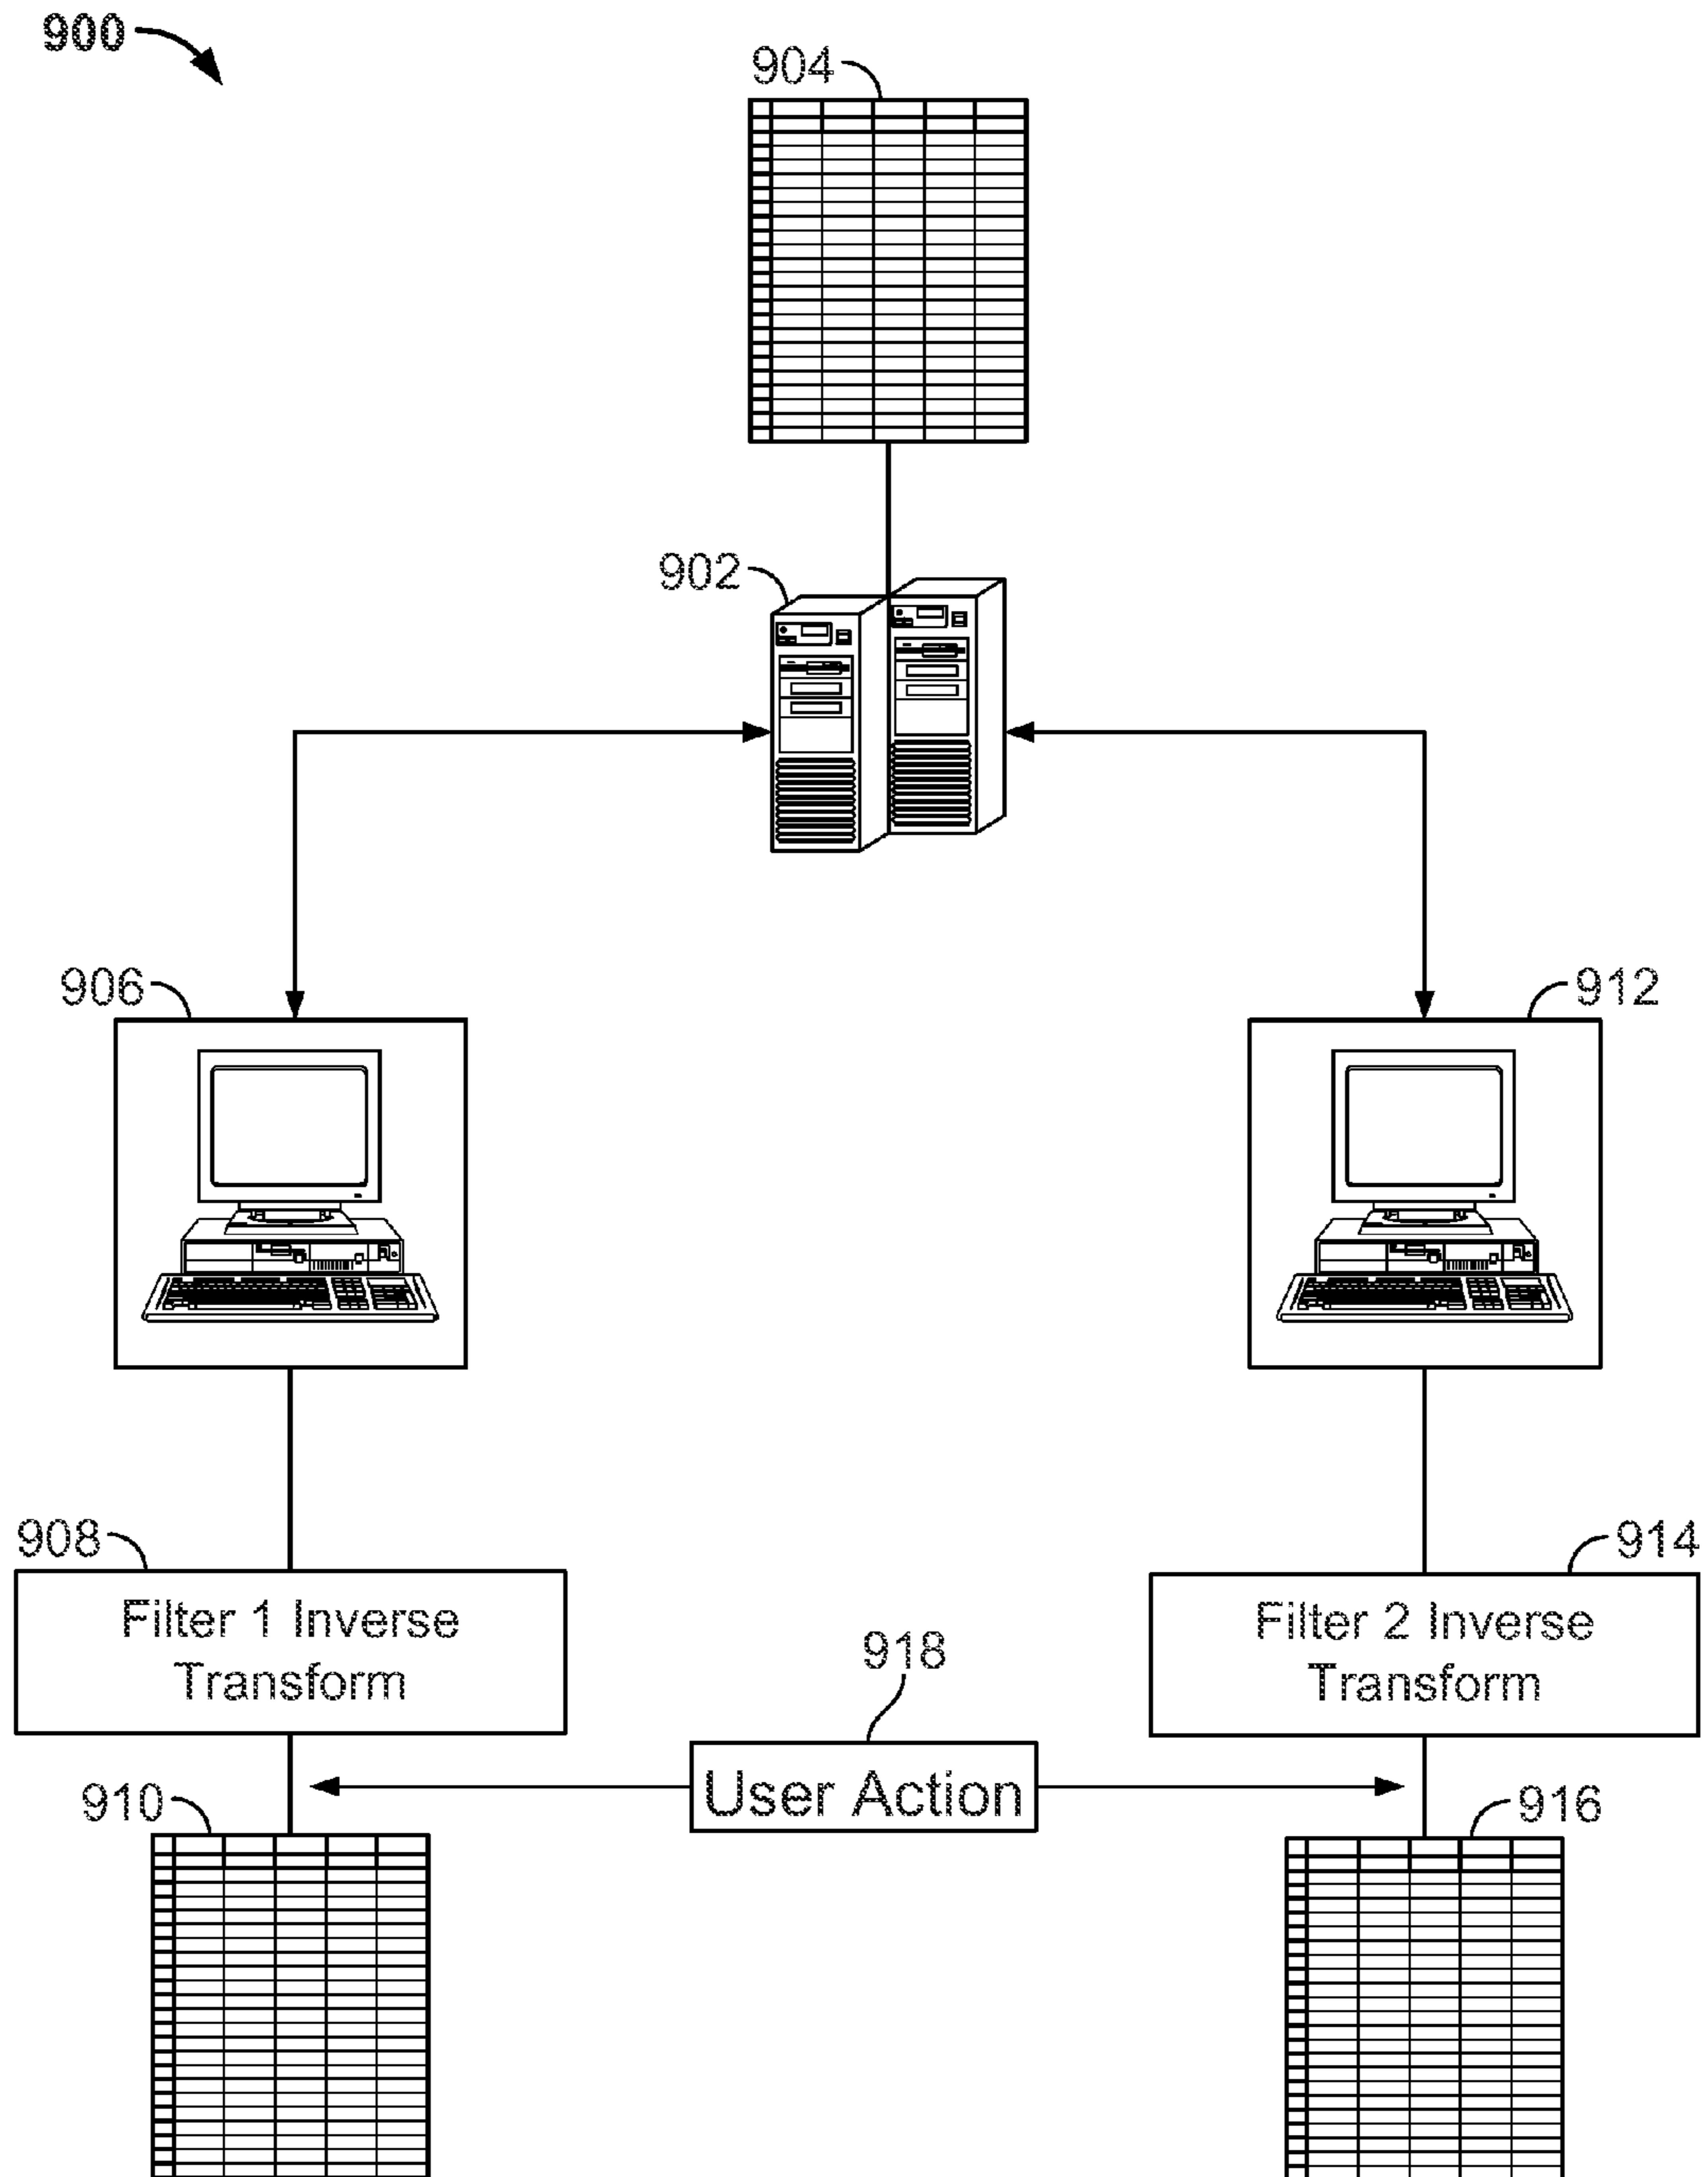 900
904
902
906
912
908
914
Filter 1 Inverse
Transform
Filter 2 Inverse
Transform
918
User Action
910
916